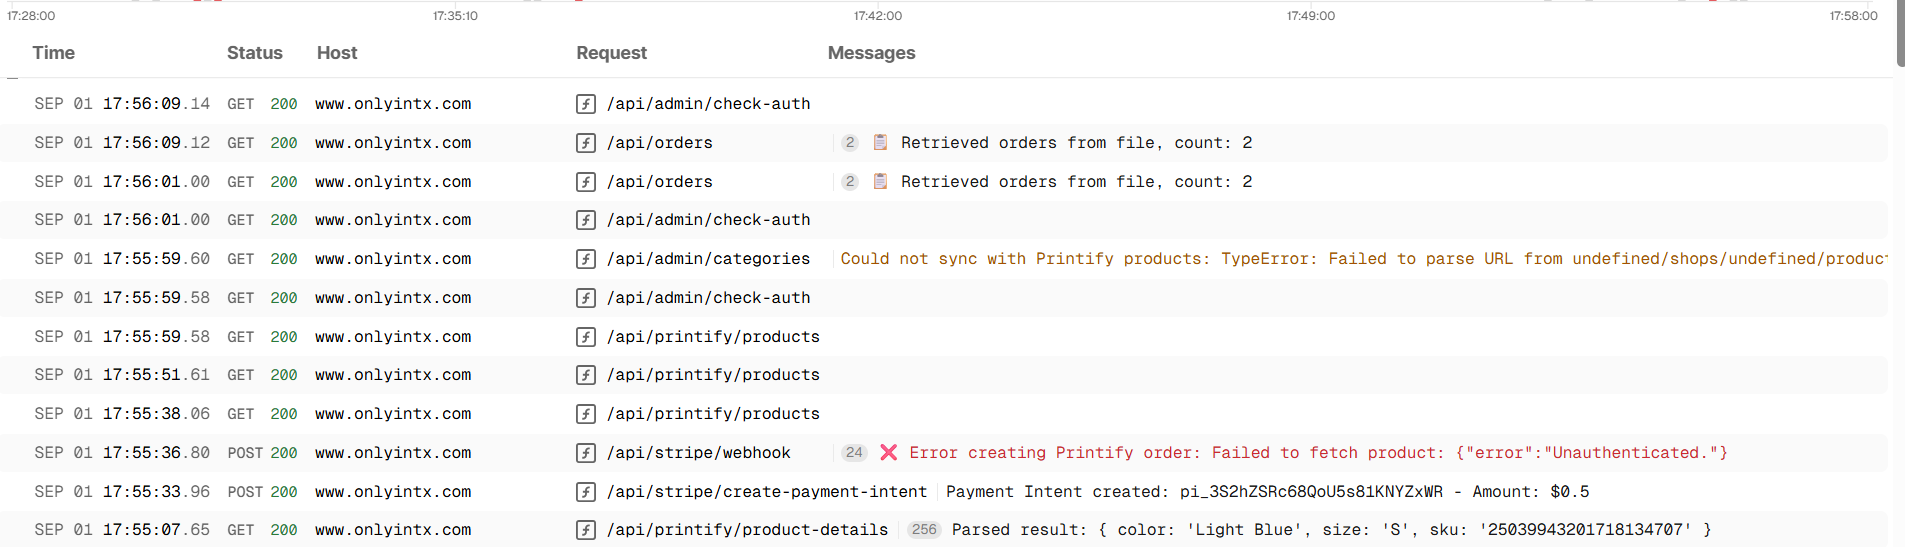 17:28:00 17:35:10 17:42:00 17:49:00 17:58:00
Time Status Host Request Messages
SEP 01 17:56:09.14 GET 200 www.onlyintx.com /api/admin/check-auth
SEP 01 17:56:09.12 GET 200 www.onlyintx.com /api/orders 2 📋 Retrieved orders from file, count: 2
SEP 01 17:56:01.00 GET 200 www.onlyintx.com /api/orders 2 📋 Retrieved orders from file, count: 2
SEP 01 17:56:01.00 GET 200 www.onlyintx.com /api/admin/check-auth
SEP 01 17:55:59.60 GET 200 www.onlyintx.com /api/admin/categories Could not sync with Printify products: TypeError: Failed to parse URL from undefined/shops/undefined/produc
SEP 01 17:55:59.58 GET 200 www.onlyintx.com /api/admin/check-auth
SEP 01 17:55:59.58 GET 200 www.onlyintx.com /api/printify/products
SEP 01 17:55:51.61 GET 200 www.onlyintx.com /api/printify/products
SEP 01 17:55:38.06 GET 200 www.onlyintx.com /api/printify/products
SEP 01 17:55:36.80 POST 200 www.onlyintx.com /api/stripe/webhook 24 ❌ Error creating Printify order: Failed to fetch product: {"error":"Unauthenticated."}
SEP 01 17:55:33.96 POST 200 www.onlyintx.com /api/stripe/create-payment-intent Payment Intent created: pi_3S2hZSRc68QoU5s81KNYZxWR - Amount: $0.5
SEP 01 17:55:07.65 GET 200 www.onlyintx.com /api/printify/product-details 256 Parsed result: { color: 'Light Blue', size: 'S', sku: '25039943201718134707' }